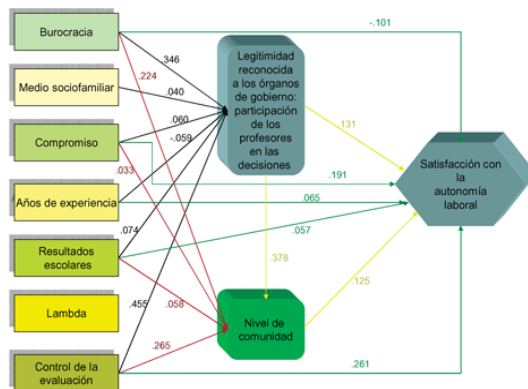 Burocracia
Medio sociofamiliar
Compromiso
Años de experiencia
Resultados
escolares
Lambda
Control de la
evaluación
.346
.224
.040
.060
-.059
.033
.074
.058
.455
.265
Legitimidad
reconocida
a los órganos
de gobierno:
participación
de los
profesores
en las
decisiones
Nivel de
comunidad
-.101
.131
.191
.065
.057
.378
.125
.261
Satisfacción con
la
autonomía
laboral